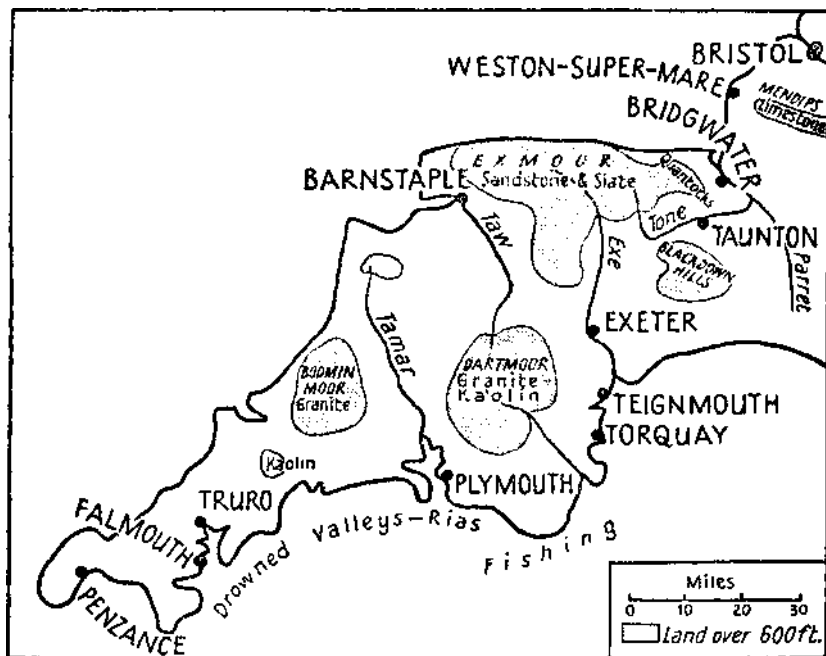 BRISTOL
WESTON-SUPER-MARE
MENDIPS
Limestone
BRIDGWATER
EXMOUR
Sandstone & Slate
Quantocks
BARNSTAPLE
Taw
Exe
Tone
TAUNTON
Parret
BLACKDOWN
HILLS
Tamar
EXETER
BODMIN
MOOR
Granite
DARTMOOR
Granite-
Kaolin
TEIGNMOUTH
TORQUAY
Kaolin
PLYMOUTH
TRURO
FALMOUTH
Drowned Valleys-Rias
Fishing
PENZANCE
Miles
0 10 20 30
Land over 600ft.